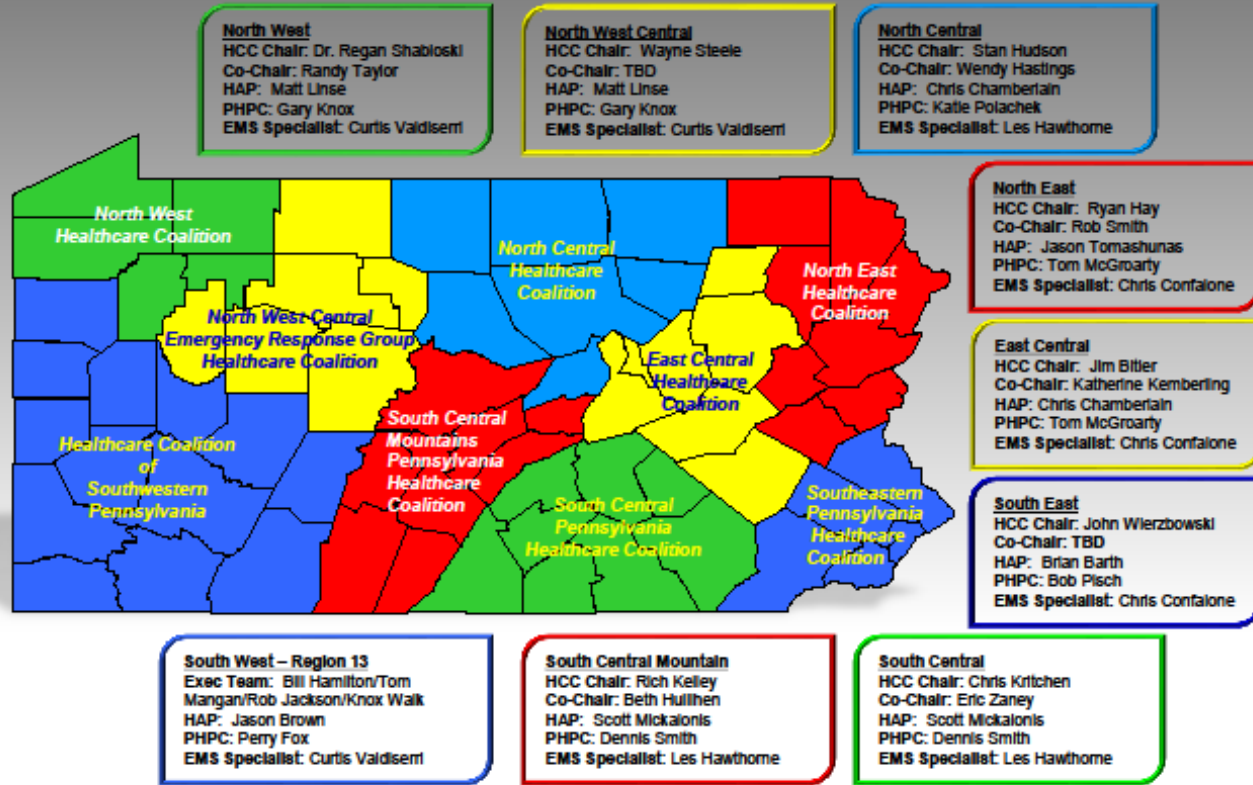 North West
HCC Chair: Dr. Regan Shabloski
Co-Chair: Randy Taylor
HAP: Matt Linse
PHPC: Gary Knox
EMS Specialist: Curtis Valdiserri
North West Central
HCC Chair: Wayne Steele
Co-Chair: TBD
HAP: Matt Linse
PHPC: Gary Knox
EMS Specialist: Curtis Valdiserri
North Central
HCC Chair: Stan Hudson
Co-Chair: Wendy Hastings
HAP: Chris Chamberlain
PHPC: Katie Polachek
EMS Specialist: Les Hawthorne
North East
HCC Chair: Ryan Hay
Co-Chair: Rob Smith
HAP: Jason Tomashunas
PHPC: Tom McGroarty
EMS Specialist: Chris Confalone
East Central
HCC Chair: Jim Bitler
Co-Chair: Katherine Kemberling
HAP: Chris Chamberlain
PHPC: Tom McGroarty
EMS Specialist: Chris Confalone
South East
HCC Chair: John Wierzbowski
Co-Chair: TBD
HAP: Brian Barth
PHPC: Bob Pisch
EMS Specialist: Chris Confalone
North West
Healthcare Coalition
North West Central
Emergency Response Group
Healthcare Coalition
North Central
Healthcare
Coalition
North East
Healthcare
Coalition
East Central
Healthcare
Coalition
South Central
Mountains
Pennsylvania
Healthcare
Coalition
Healthcare Coalition
of
Southwestern
Pennsylvania
South Central
Pennsylvania
Healthcare Coalition
Southeastern
Pennsylvania
Healthcare
Coalition
South West – Region 13
Exec Team: Bill Hamilton/Tom
Mangan/Rob Jackson/Knox Walk
HAP: Jason Brown
PHPC: Perry Fox
EMS Specialist: Curtis Valdiserri
South Central Mountain
HCC Chair: Rich Kelley
Co-Chair: Beth Huilhen
HAP: Scott Mickalonis
PHPC: Dennis Smith
EMS Specialist: Les Hawthorne
South Central
HCC Chair: Chris Kritchen
Co-Chair: Eric Zaney
HAP: Scott Mickalonis
PHPC: Dennis Smith
EMS Specialist: Les Hawthorne